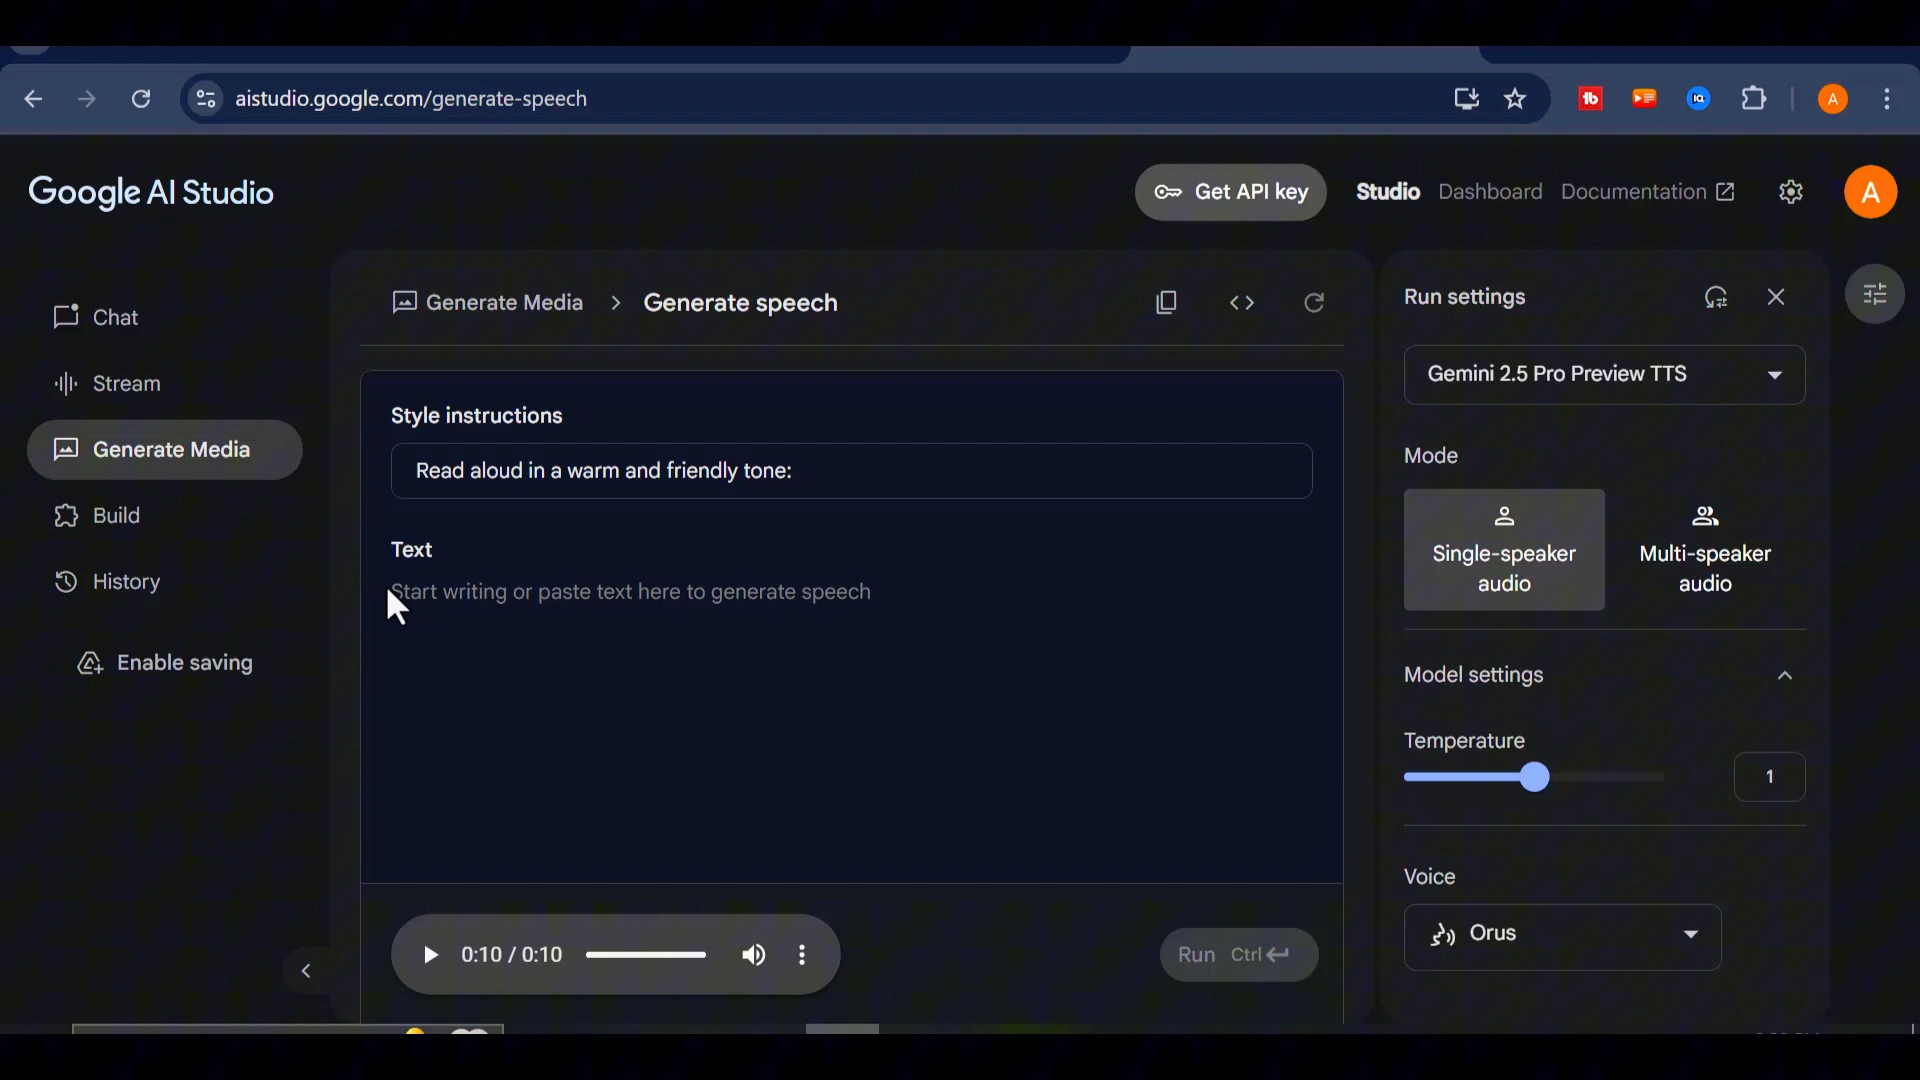 aistudio.google.com/generate-speech
A
Google AI Studio
Get API key
Studio
Dashboard
Documentation
A
Chat
Stream
Generate Media
Build
History
Enable saving
Generate Media > Generate speech
Style instructions
Read aloud in a warm and friendly tone:
Text
Start writing or paste text here to generate speech
0:10 / 0:10
Run Ctrl
Run settings
Gemini 2.5 Pro Preview TTS
Mode
Single-speaker
audio
Multi-speaker
audio
Model settings
Temperature
1
Voice
Orus